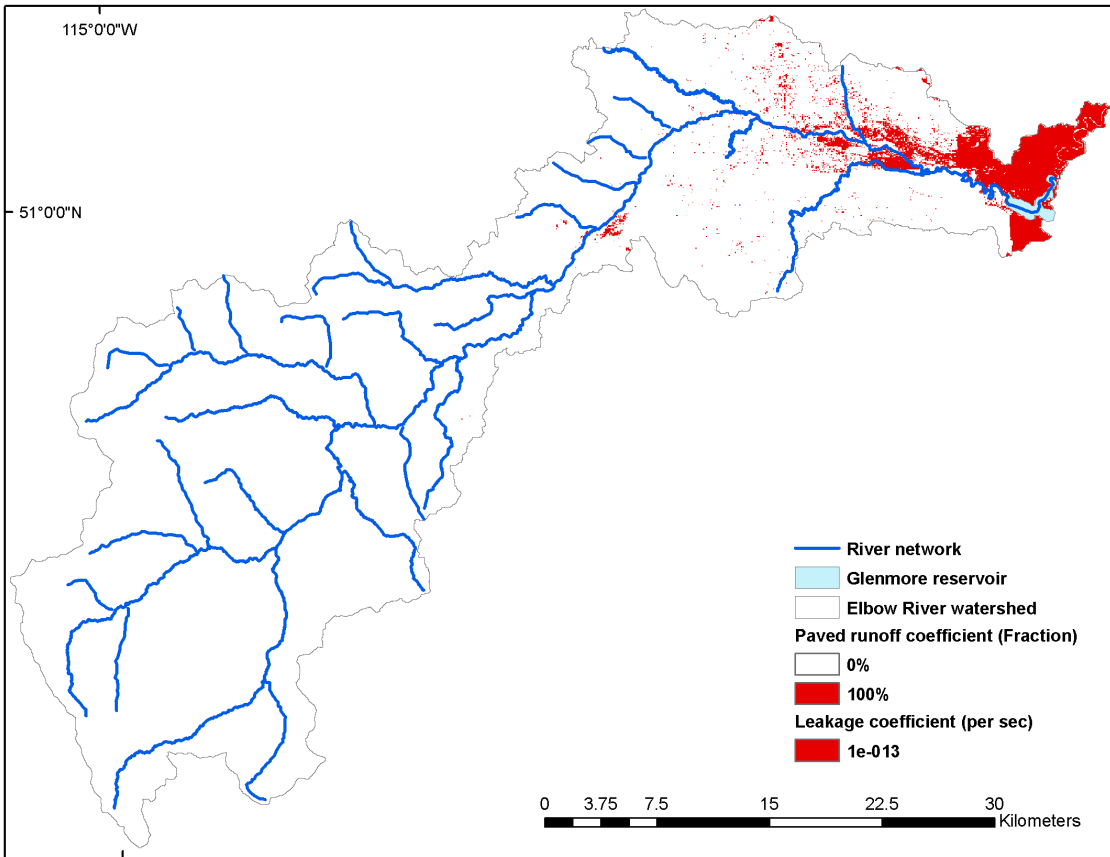 115°0'0"W
51°0'0"N
River network
Glenmore reservoir
Elbow River watershed
Paved runoff coefficient (Fraction)
0%
100%
Leakage coefficient (per sec)
1e-013
0 3.75 7.5 15 22.5 30
Kilometers